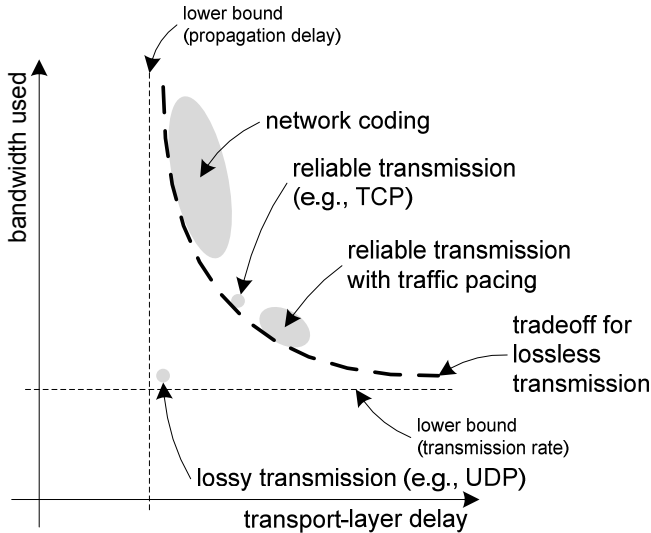 lower bound
(propagation delay)
bandwidth used
network coding
reliable transmission
(e.g., TCP)
reliable transmission
with traffic pacing
tradeoff for
lossless
transmission
lower bound
(transmission rate)
lossy transmission (e.g., UDP)
transport-layer delay